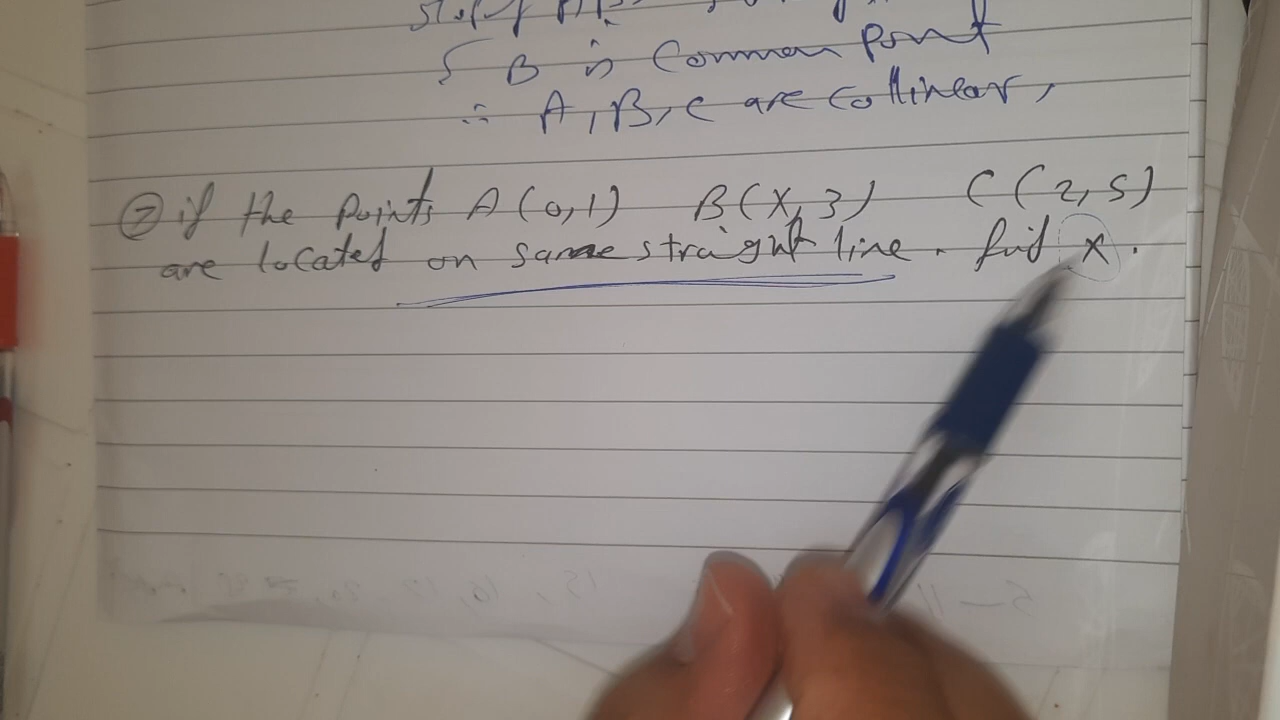 B is Common point
∴ A, B, C are collinear,
② if the points A(0,1) B(X,3) C(2,5)
are located on same straight line. find x.